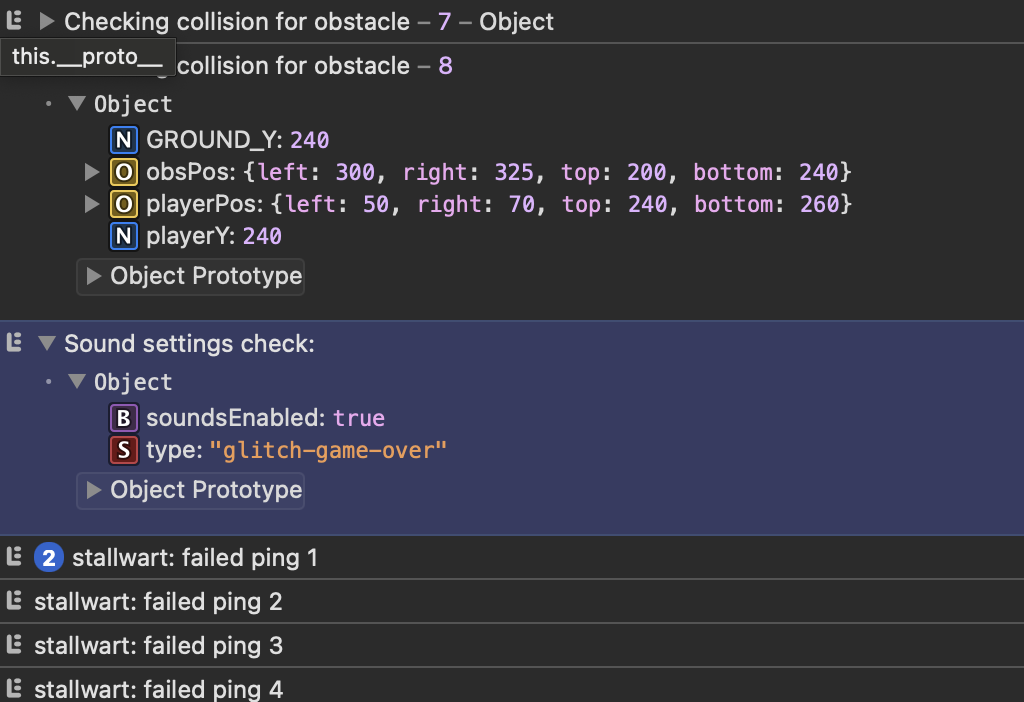 Checking collision for obstacle – 7 – Object
this.__proto__
collision for obstacle – 8
Object
N GROUND_Y: 240
O obsPos: {left: 300, right: 325, top: 200, bottom: 240}
O playerPos: {left: 50, right: 70, top: 240, bottom: 260}
N playerY: 240
Object Prototype
Sound settings check:
Object
B soundsEnabled: true
S type: "glitch-game-over"
Object Prototype
2 stallwart: failed ping 1
stallwart: failed ping 2
stallwart: failed ping 3
stallwart: failed ping 4